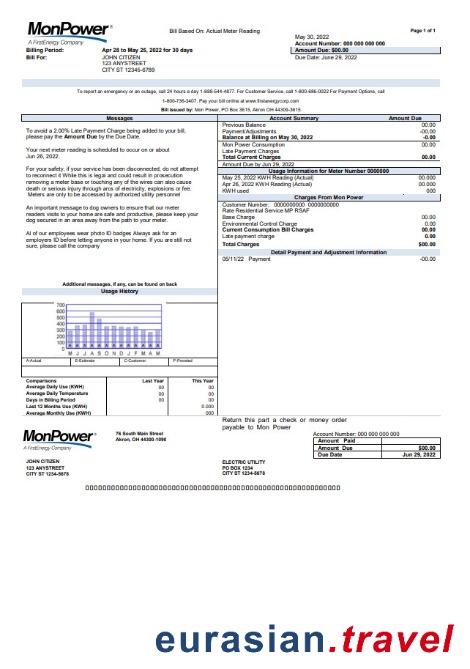 MonPower®
A FirstEnergy Company
Bill Based On: Actual Meter Reading
Page 1 of 1
Billing Period: Apr 26 to May 25, 2022 for 30 days
Bill For: JOHN CITIZEN
123 ANYSTREET
CITY ST 12345-6789
May 30, 2022
Account Number: 000 000 000 000
Amount Due: $00.00
Due Date: June 29, 2022
To report an emergency or an outage, call 24 hours a day 1-888-544-4877. For Customer Service, call 1-800-686-0022 For Payment Options, call
1-800-736-3407. Pay your bill online at www.firstenergycorp.com
Bill issued by: Mon Power, PO Box 3615, Akron OH 44309-3615
Messages
To avoid a 2.00% Late Payment Charge being added to your bill,
please pay the Amount Due by the Due Date.
Your next meter reading is scheduled to occur on or about
Jun 26, 2022.
For your safety, if your service has been disconnected, do not attempt
to reconnect it While this is legal and could result in prosecution
removing a meter base or touching any of the wires can also cause
death or serious injury through arcs of electricity, explosions or fire.
Meters are only to be accessed by authorized utility personnel
An important message to dog owners to ensure that our meter
readers visits to your home are safe and productive, please keep your
dog secured in an area away from the path to your meter.
Al of our employees wear photo ID badges Always ask for an
employers ID before letting anyone in your home. If you are still not
sure, please call the company
Additional messages, if any, can be found on back
Usage History
700
600
500
400
300
200
100
0
M J J A S O N D J F M A M
A-Actual E-Estimate C-Customer P-Prorated
Comparisons Last Year This Year
Average Daily Use (KWH) 00 00
Average Daily Temperature 00 00
Days in Billing Period 00 00
Last 12 Months Use (KWH) 0.000
Average Monthly Use (KWH) 000
Account Summary Amount Due
Previous Balance 00.00
Payment/Adjustments -00.00
Balance at Billing on May 30, 2022 -0.00
Mon Power Consumption 00.00
Late Payment Charges
Total Current Charges 00.00
Amount Due by Jun 29, 2022
Usage Information for Meter Number 0000000
May 25, 2022 KWH Reading (Actual) 00.000
Apr 26, 2022 KWH Reading (Actual) 00.000
KWH used 000
Charges From Mon Power
Customer Number: 0000000000 0000000000
Rate Residential Service MP RSAF
Base Charge 00.00
Environmental Control Charge 0.00
Current Consumption Bill Charges 00.00
Late payment charge 0.00
Total Charges $00.00
Detail Payment and Adjustment Information
05/11/22 Payment -00.00
Return this part a check or money order
payable to Mon Power
MonPower®
A FirstEnergy Company
76 South Main Street
Akron, OH 44300-1090
Account Number: 000 000 000 000
Amount Paid
Amount Due $00.00
Due Date Jun 29, 2022
JOHN CITIZEN
123 ANYSTREET
CITY ST 1234-5678
ELECTRIC UTILITY
PO BOX 1234
CITY ST 1234-5678
eurasian.travel